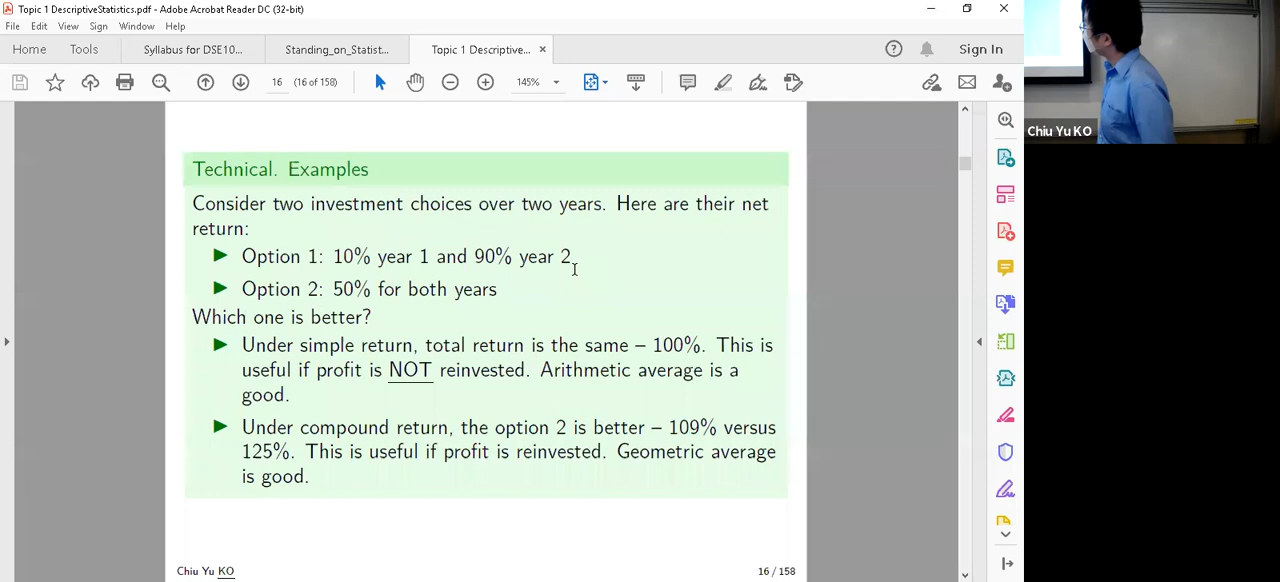 Topic 1 DescriptiveStatistics.pdf - Adobe Acrobat Reader DC (32-bit)
File Edit View Sign Window Help
Home Tools Syllabus for DSE10... Standing_on_Statist... Topic 1 Descriptive... × Sign In
16 (16 of 158) 145%
Technical. Examples
Consider two investment choices over two years. Here are their net
return:
Option 1: 10% year 1 and 90% year 2
Option 2: 50% for both years
Which one is better?
Under simple return, total return is the same – 100%. This is
useful if profit is NOT reinvested. Arithmetic average is a
good.
Under compound return, the option 2 is better – 109% versus
125%. This is useful if profit is reinvested. Geometric average
is good.
Chiu Yu KO 16 / 158
Chiu Yu KO